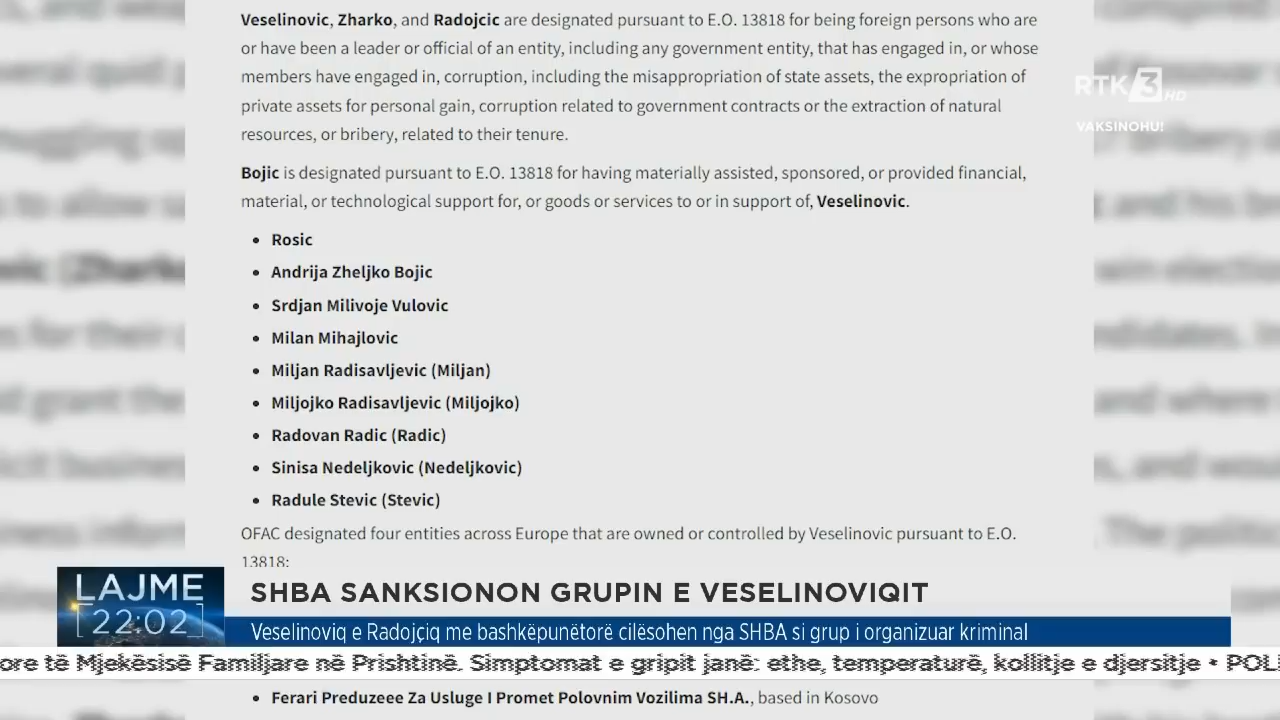 Veselinovic, Zharko, and Radojcic are designated pursuant to E.O. 13818 for being foreign persons who are
or have been a leader or official of an entity, including any government entity, that has engaged in, or whose
members have engaged in, corruption, including the misappropriation of state assets, the expropriation of
private assets for personal gain, corruption related to government contracts or the extraction of natural
resources, or bribery, related to their tenure.
RTK3 HD
VAKSINOHU!
Bojic is designated pursuant to E.O. 13818 for having materially assisted, sponsored, or provided financial,
material, or technological support for, or goods or services to or in support of, Veselinovic.
• Rosic
• Andrija Zheljko Bojic
• Srdjan Milivoje Vulovic
• Milan Mihajlovic
• Miljan Radisavljevic (Miljan)
• Miljojko Radisavljevic (Miljojko)
• Radovan Radic (Radic)
• Sinisa Nedeljkovic (Nedeljkovic)
• Radule Stevic (Stevic)
OFAC designated four entities across Europe that are owned or controlled by Veselinovic pursuant to E.O.
13818:
LAJME
22:02
SHBA SANKSIONON GRUPIN E VESELINOVIQIT
Veselinoviq e Radojçiq me bashkëpunëtorë cilësohen nga SHBA si grup i organizuar kriminal
ore të Mjekësisë Familjare në Prishtinë. Simptomat e gripit janë: ethe, temperaturë, kollitje e djersitje • POLI
• Ferari Preduzeee Za Usluge I Promet Polovnim Vozilima SH.A., based in Kosovo